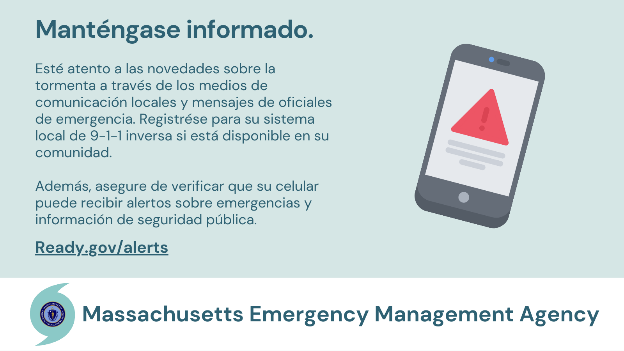 Manténgase informado.
Esté atento a las novedades sobre la
tormenta a través de los medios de
comunicación locales y mensajes de oficiales
de emergencia. Registrése para su sistema
local de 9-1-1 inversa si está disponible en su
comunidad.
Además, asegure de verificar que su celular
puede recibir alertos sobre emergencias y
información de seguridad pública.
Ready.gov/alerts
Massachusetts Emergency Management Agency